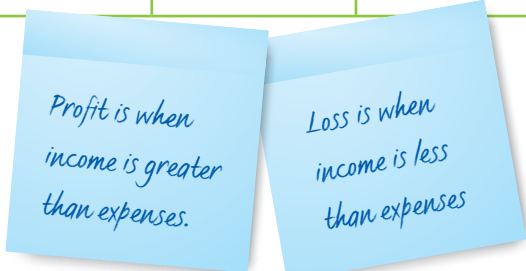 Profit is when
income is greater
than expenses.
Loss is when
income is less
than expenses